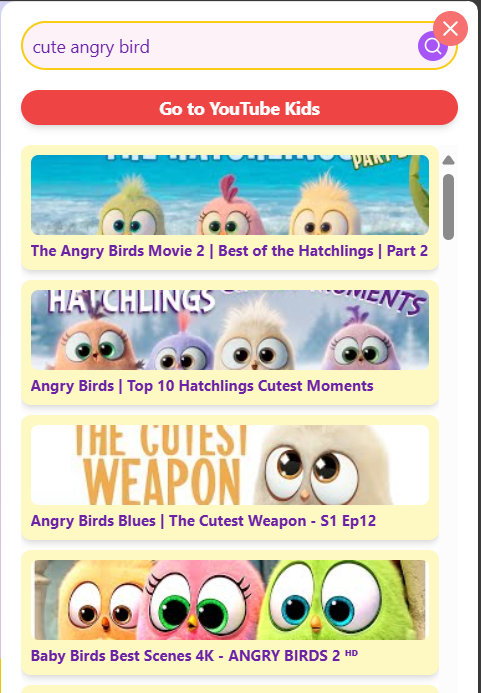 cute angry bird
Go to YouTube Kids
THE HATCHLINGS
PART 2
The Angry Birds Movie 2 | Best of the Hatchlings | Part 2
HATCHLINGS
MOMENTS
Angry Birds | Top 10 Hatchlings Cutest Moments
THE CUTEST
WEAPON
Angry Birds Blues | The Cutest Weapon - S1 Ep12
Baby Birds Best Scenes 4K - ANGRY BIRDS 2 ᴴᴰ